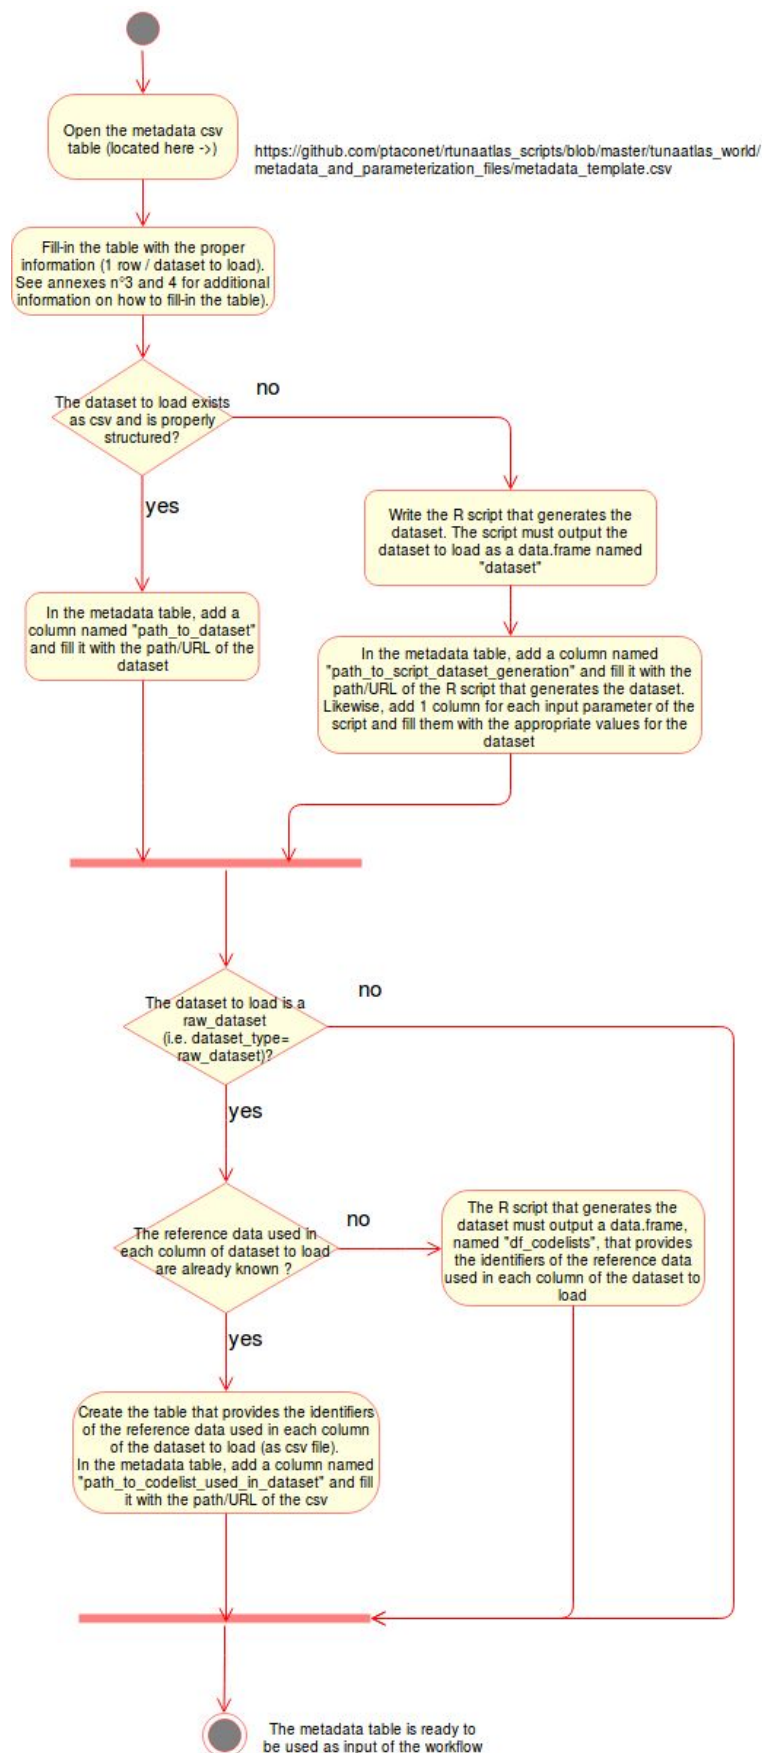 Open the metadata csv
table (located here ->)
https://github.com/ptaconet/rtunaatlas_scripts/blob/master/tunaatlas_world/
metadata_and_parameterization_files/metadata_template.csv
Fill-in the table with the proper
information (1 row / dataset to load).
See annexes n°3 and 4 for additional
information on how to fill-in the table).
The dataset to load exists
as csv and is properly
structured?
no
yes
Write the R script that generates the
dataset. The script must output the
dataset to load as a data.frame named
"dataset"
In the metadata table, add a
column named "path_to_dataset"
and fill it with the path/URL of the
dataset
In the metadata table, add a column named
"path_to_script_dataset_generation" and fill it with the
path/URL of the R script that generates the dataset.
Likewise, add 1 column for each input parameter of the
script and fill them with the appropriate values for the
dataset
The dataset to load is a
raw_dataset
(i.e. dataset_type=
raw_dataset)?
no
yes
The reference data used in
each column of dataset to load
are already known ?
no
The R script that generates the
dataset must output a data.frame,
named "df_codelists", that provides
the identifiers of the reference data
used in each column of the dataset to
load
yes
Create the table that provides the identifiers
of the reference data used in each column
of the dataset to load (as csv file).
In the metadata table, add a column named
"path_to_codelist_used_in_dataset" and fill
it with the path/URL of the csv
The metadata table is ready to
be used as input of the workflow